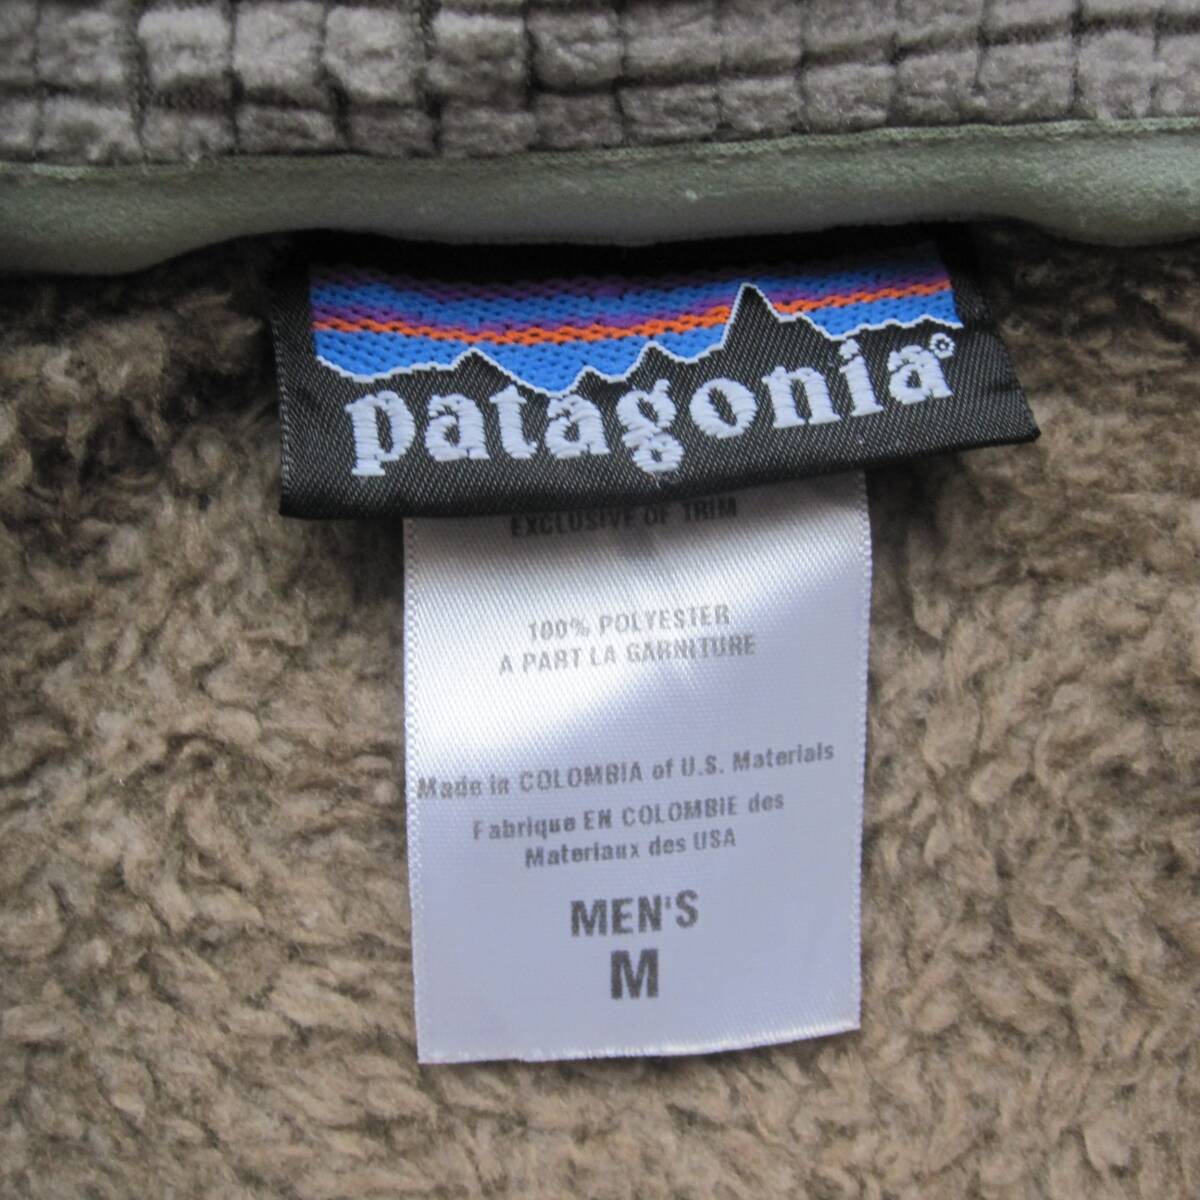 patagonia®
EXCLUSIVE OF TRIM
100% POLYESTER
A PART LA GARNITURE
Made in COLOMBIA of U.S. Materials
Fabrique EN COLOMBIE des
Materiaux des USA
MEN'S
M